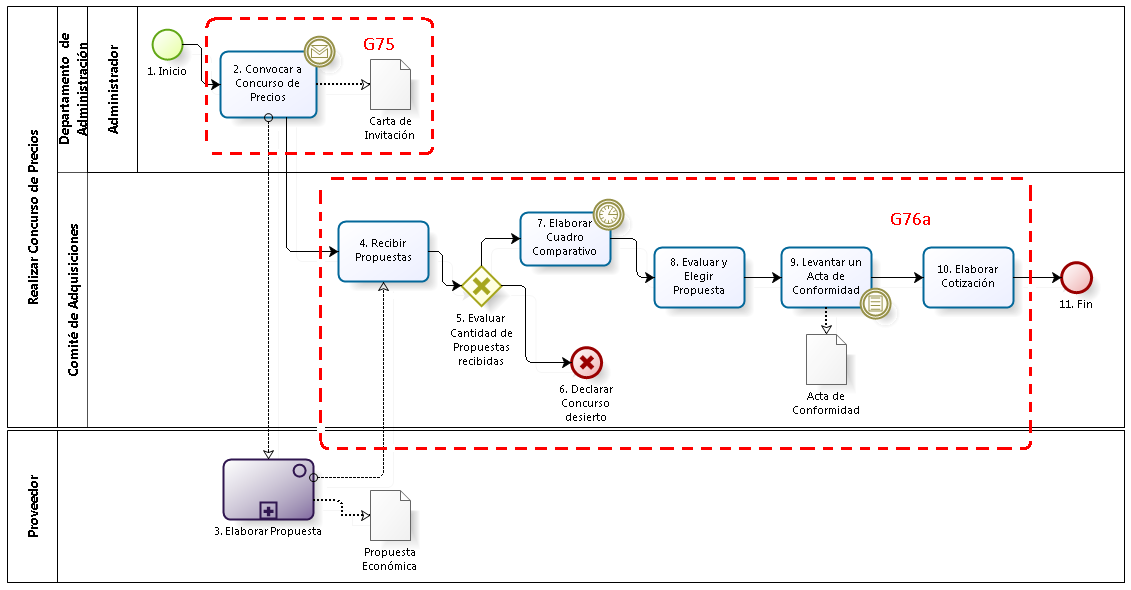 Realizar Concurso de Precios
Departamento de
Administración
Administrador
1. Inicio
2. Convocar a
Concurso de
Precios
G75
Carta de
Invitación
Comité de Adquisiciones
G76a
4. Recibir
Propuestas
5. Evaluar
Cantidad de
Propuestas
recibidas
6. Declarar
Concurso
desierto
7. Elaborar
Cuadro
Comparativo
8. Evaluar y
Elegir
Propuesta
9. Levantar un
Acta de
Conformidad
Acta de
Conformidad
10. Elaborar
Cotización
11. Fin
Proveedor
3. Elaborar Propuesta
Propuesta
Económica